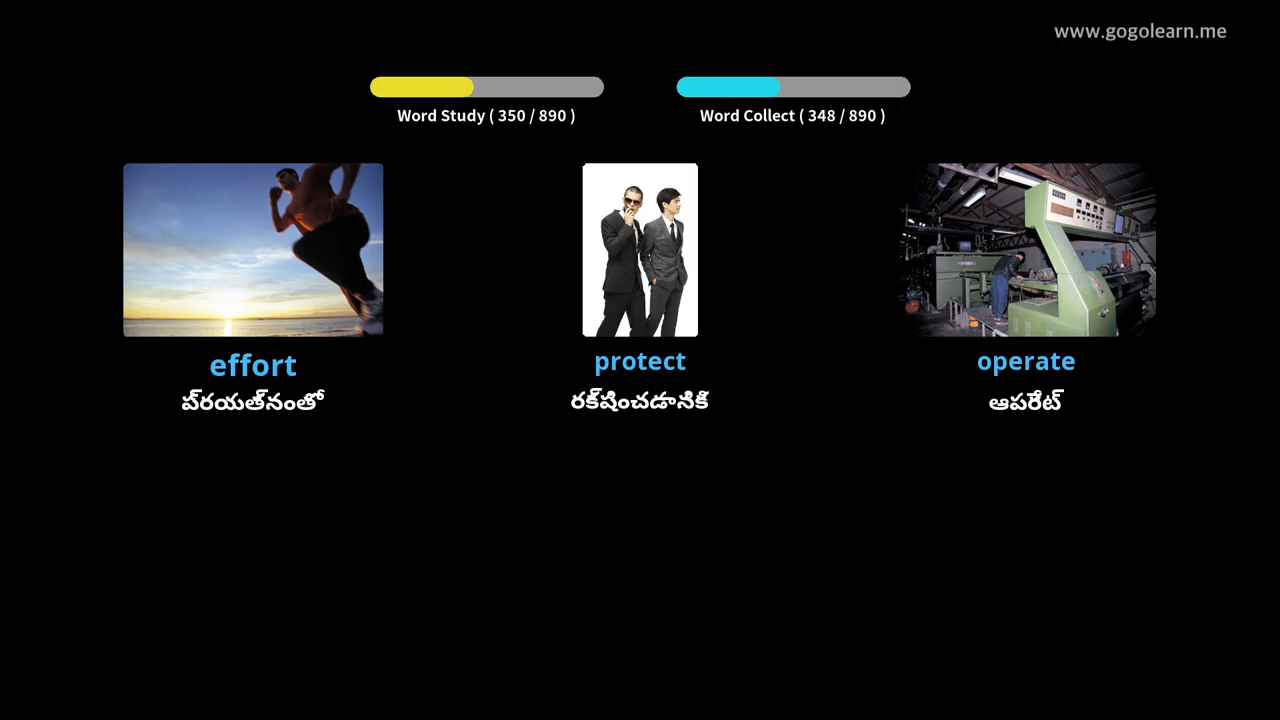 www.gogolearn.me
Word Study ( 350 / 890 )
Word Collect ( 348 / 890 )
effort
ప్రయత్నంతో
protect
రక్షించడానికి
operate
ఆపరేట్